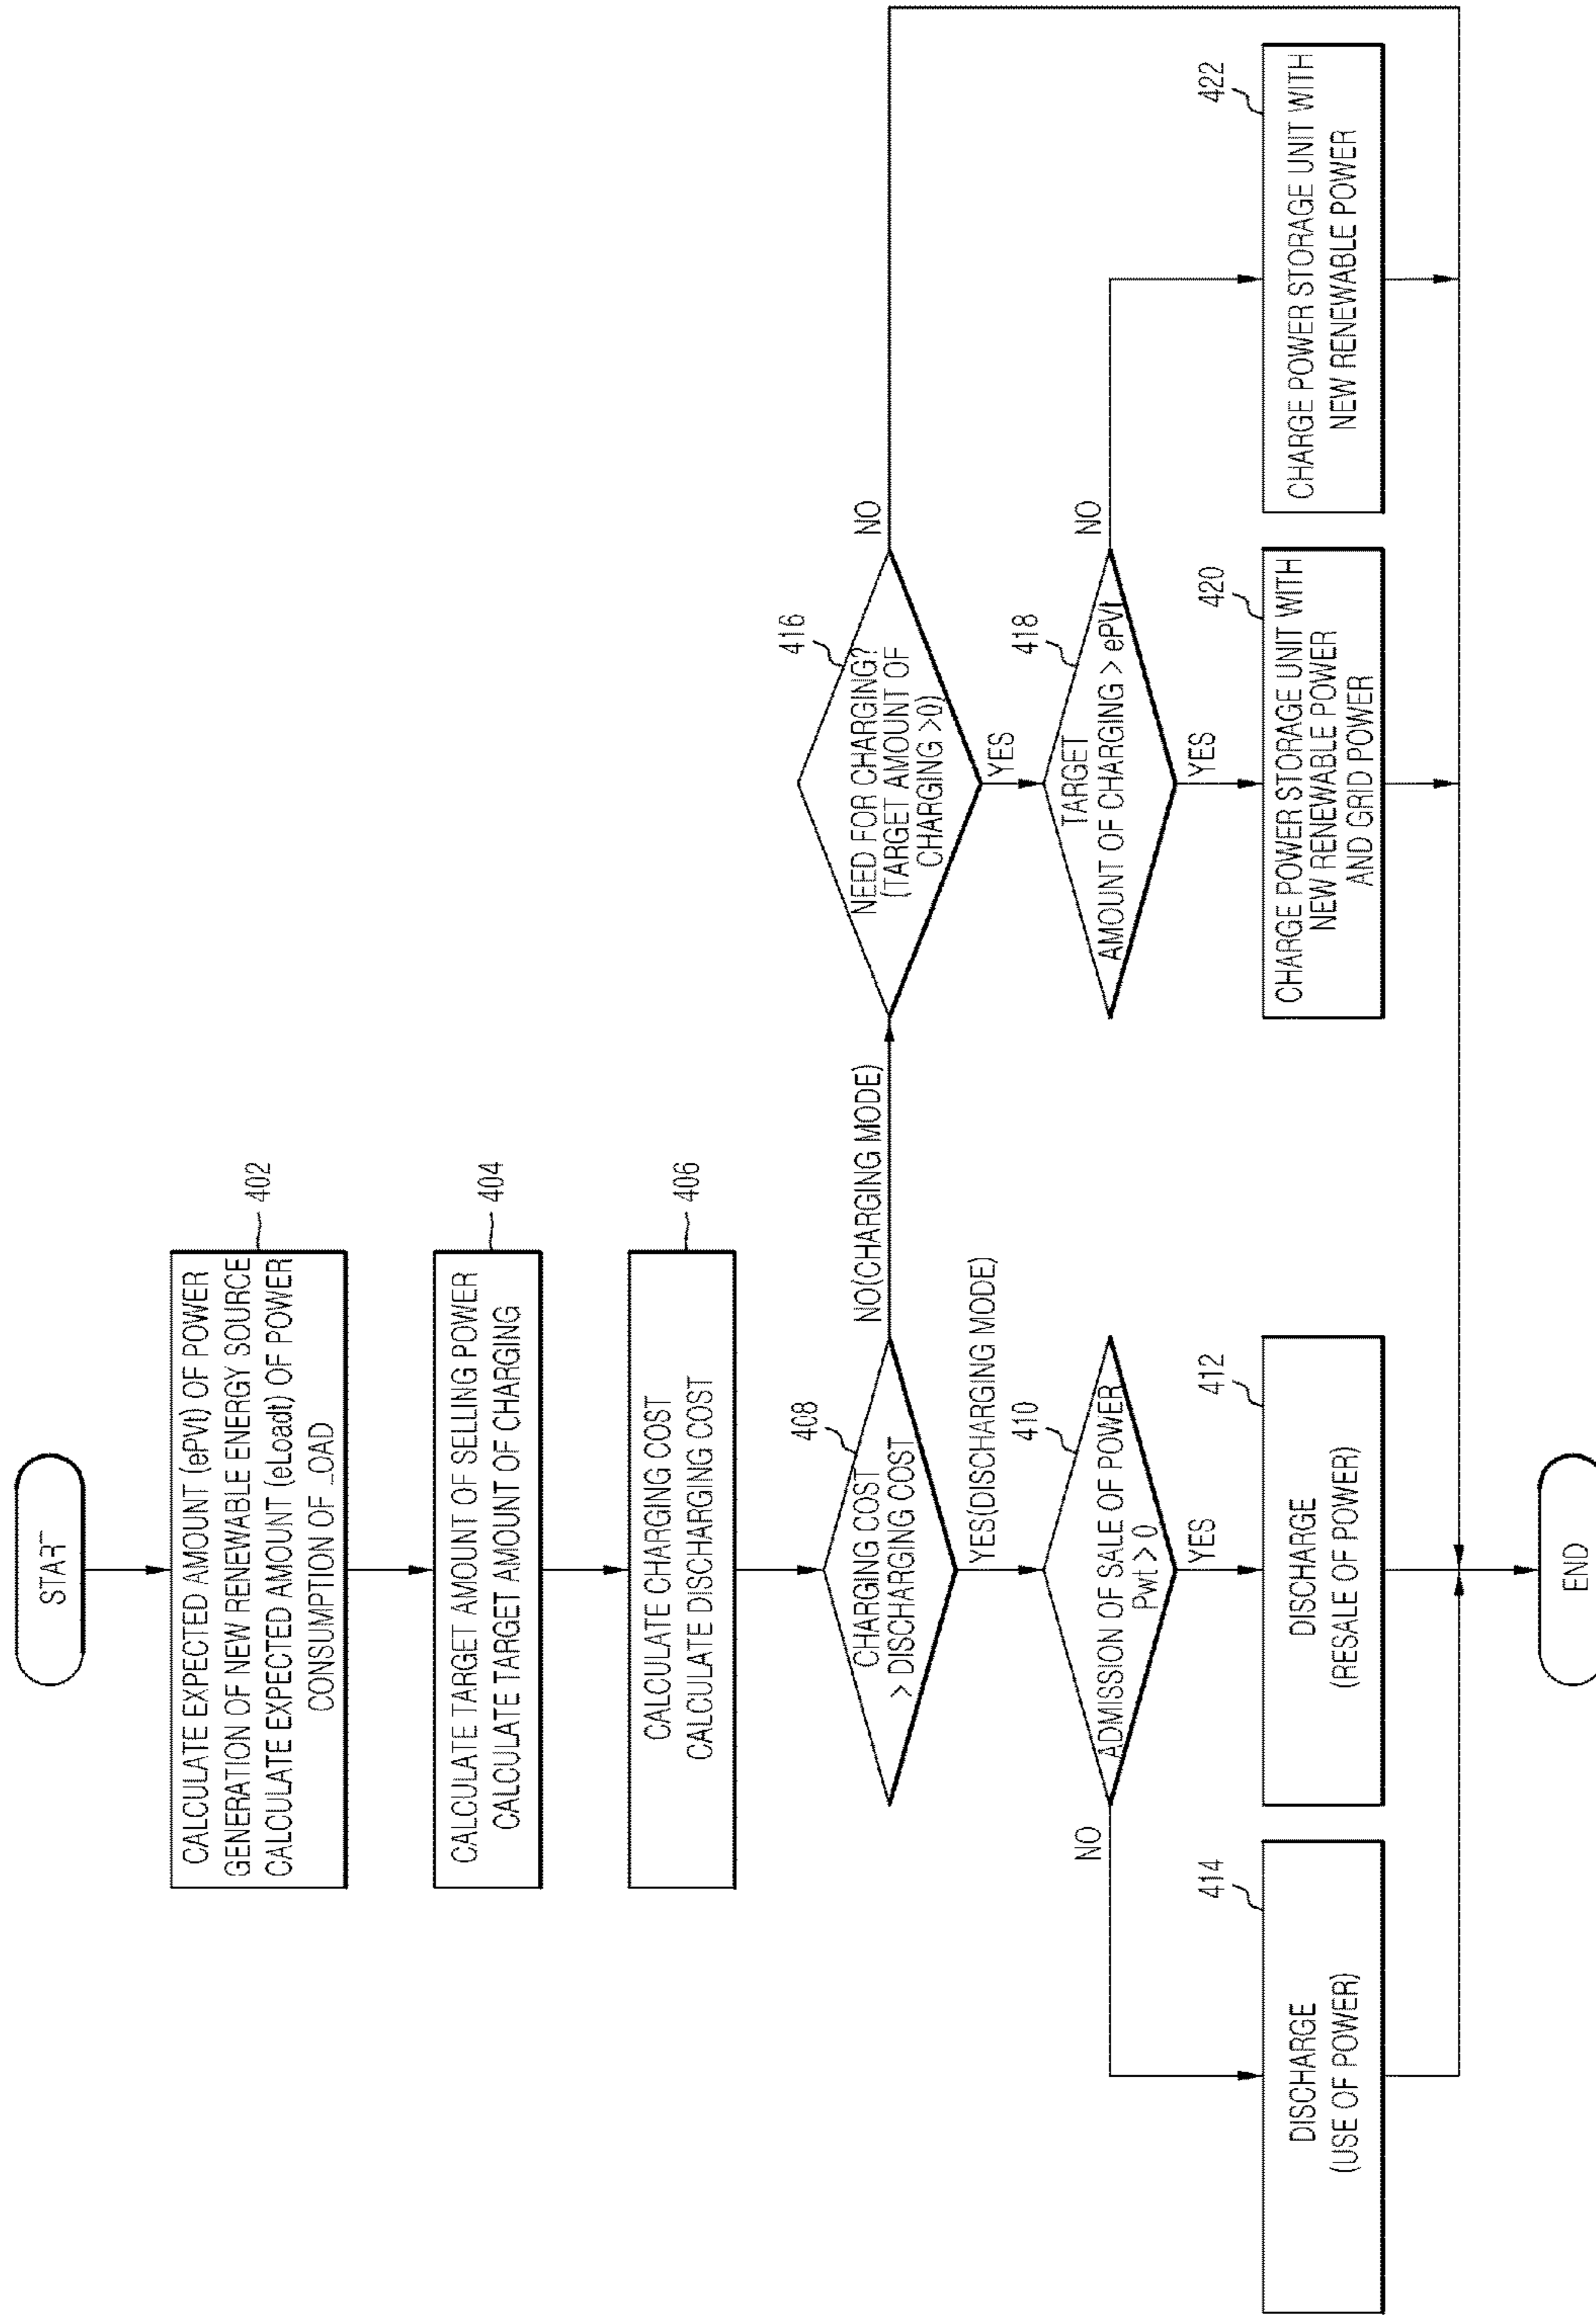 START
402
CALCULATE EXPECTED AMOUNT (ePVt) OF POWER
GENERATION OF NEW RENEWABLE ENERGY SOURCE
CALCULATE EXPECTED AMOUNT (eLoadt) OF POWER
CONSUMPTION OF LOAD
404
CALCULATE TARGET AMOUNT OF SELLING POWER
CALCULATE TARGET AMOUNT OF CHARGING
406
CALCULATE CHARGING COST
CALCULATE DISCHARGING COST
408
CHARGING COST
> DISCHARGING COST
NO(CHARGING MODE)
YES(DISCHARGING MODE)
416
NEED FOR CHARGING?
(TARGET AMOUNT OF
CHARGING >0)
NO
YES
410
ADMISSION OF SALE OF POWER
Pwt > 0
NO
YES
418
TARGET
AMOUNT OF CHARGING > ePVt
NO
YES
414
DISCHARGE
(USE OF POWER)
412
DISCHARGE
(RESALE OF POWER)
420
CHARGE POWER STORAGE UNIT WITH
NEW RENEWABLE POWER
AND GRID POWER
422
CHARGE POWER STORAGE UNIT WITH
NEW RENEWABLE POWER
END